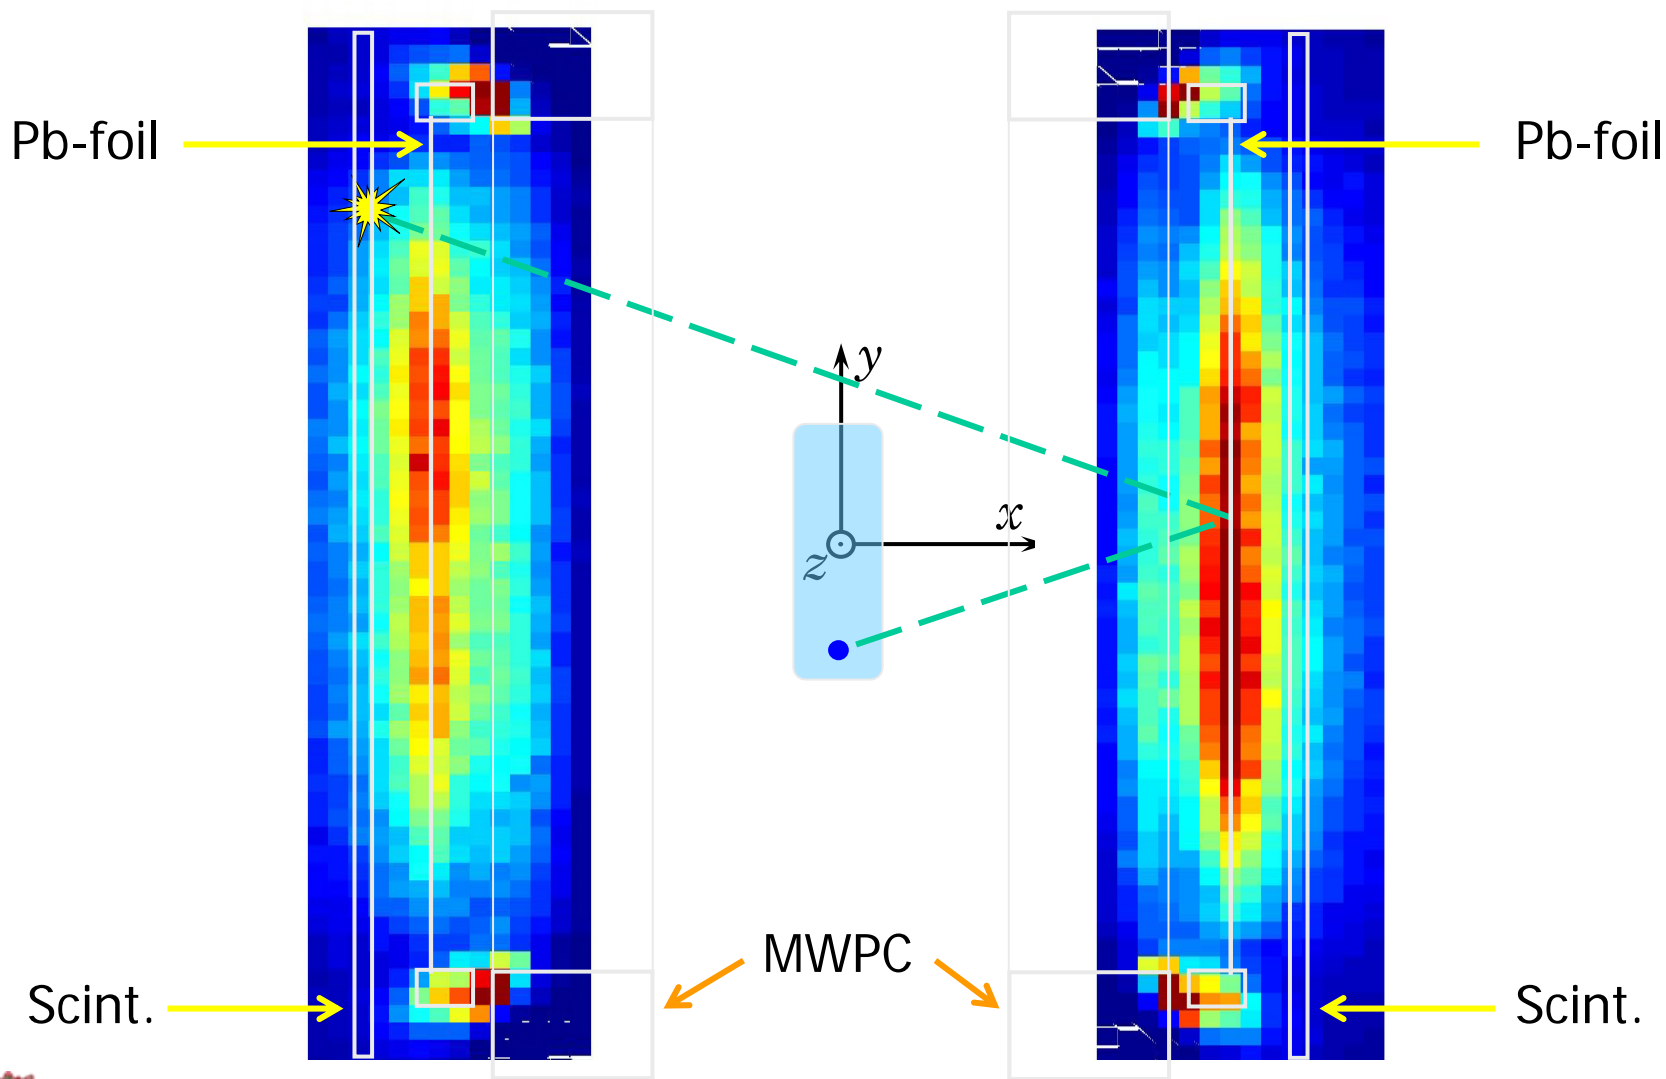 Pb-foil
Pb-foil
y
x
z
MWPC
Scint.
Scint.